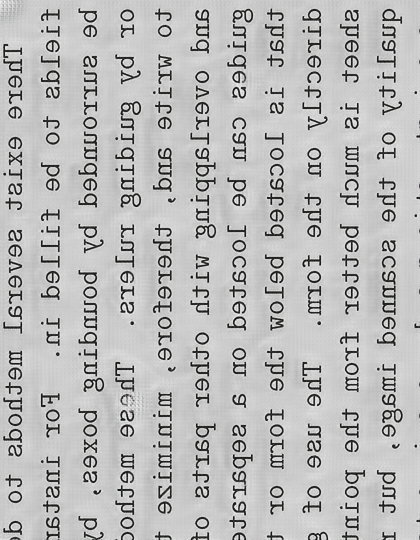 There exist several methods
fields to be filled in. For
be surrounded by bounding boxes, by
or by guiding rulers. These
to write and, therefore, minimize
and overlapping with other parts of
guides can be located on a separate
that is located below the form or
directly on the form. The use of
sheet is much better from the point
quality of the scanned image, but